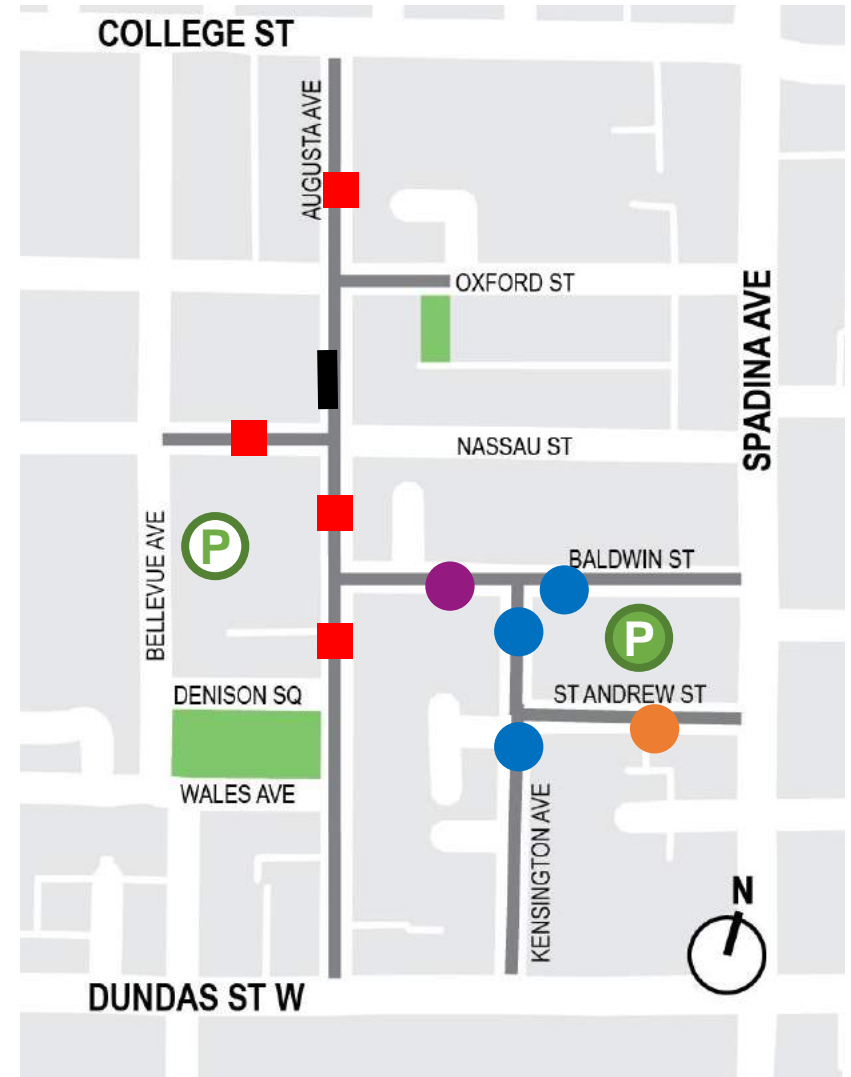 COLLEGE ST
AUGUSTA AVE
OXFORD ST
SPADINA AVE
NASSAU ST
BELLEVUE AVE
P
BALDWIN ST
P
DENISON SQ
ST ANDREW ST
WALES AVE
KENSINGTON AVE
N
DUNDAS ST W